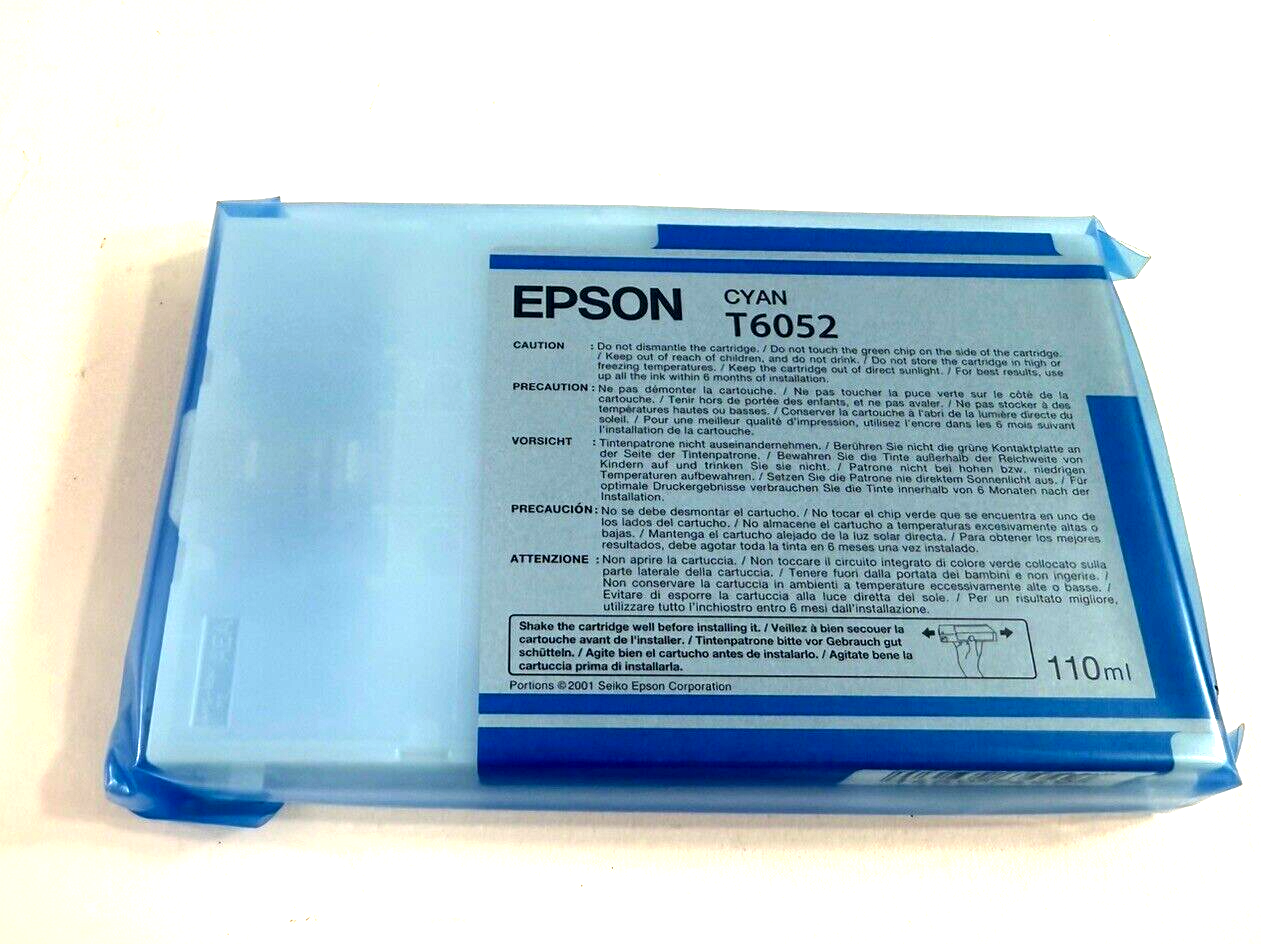 EPSON CYAN
T6052
CAUTION : Do not dismantle the cartridge. / Do not touch the green chip on the side of the cartridge.
/ Keep out of reach of children, and do not drink. / Do not store the cartridge in high or
freezing temperatures. / Keep the cartridge out of direct sunlight. / For best results, use
up all the ink within 6 months of installation.
PRECAUTION : Ne pas démonter la cartouche. / Ne pas toucher la puce verte sur le côté de la
cartouche. / Tenir hors de portée des enfants, et ne pas avaler. / Ne pas stocker à des
températures hautes ou basses. / Conserver la cartouche à l'abri de la lumière directe du
soleil. / Pour une meilleur qualité d'impression, utilisez l'encre dans les 6 mois suivant
l'installation de la cartouche.
VORSICHT : Tintenpatrone nicht auseinandernehmen. / Berühren Sie nicht die grüne Kontaktplatte an
der Seite der Tintenpatrone. / Bewahren Sie die Tinte außerhalb der Reichweite von
Kindern auf und trinken Sie sie nicht. / Patrone nicht bei hohen bzw. niedrigen
Temperaturen aufbewahren. / Setzen Sie die Patrone nie direktem Sonnenlicht aus. / Für
optimale Druckergebnisse verbrauchen Sie die Tinte innerhalb von 6 Monaten nach der
Installation.
PRECAUCIÓN : No se debe desmontar el cartucho. / No tocar el chip verde que se encuentra en uno de
los lados del cartucho. / No almacene el cartucho a temperaturas excesivamente altas o
bajas. / Mantenga el cartucho alejado de la luz solar directa. / Para obtener los mejores
resultados, debe agotar toda la tinta en 6 meses una vez instalado.
ATTENZIONE : Non aprire la cartuccia. / Non toccare il circuito integrato di colore verde collocato sulla
parte laterale della cartuccia. / Tenere fuori dalla portata dei bambini e non ingerire. /
Non conservare la cartuccia in ambienti a temperature eccessivamente alte o basse. /
Evitare di esporre la cartuccia alla luce diretta del sole. / Per un risultato migliore,
utilizzare tutto l'inchiostro entro 6 mesi dall'installazione.
Shake the cartridge well before installing it. / Veillez à bien secouer la
cartouche avant de l'installer. / Tintenpatrone bitte vor Gebrauch gut
schütteln. / Agite bien el cartucho antes de instalarlo. / Agitate bene la
cartuccia prima di installarla.
110ml
Portions ©2001 Seiko Epson Corporation